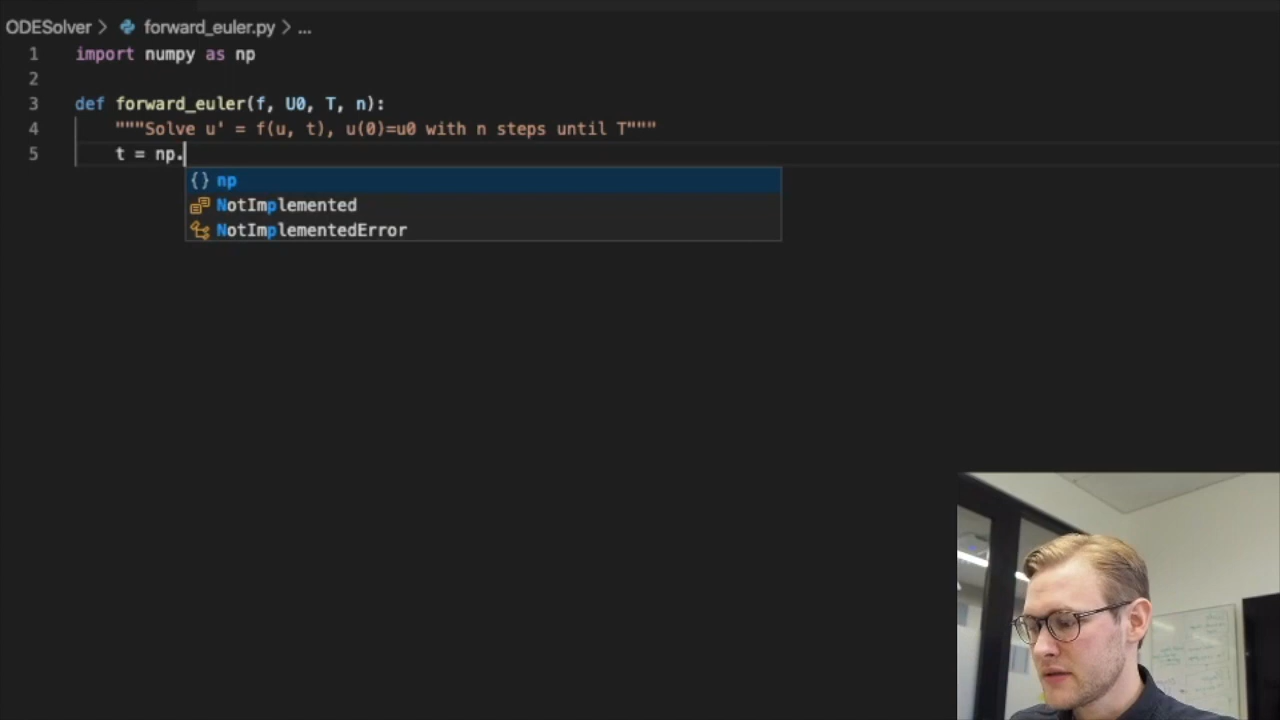 ODESolver > forward_euler.py > ...
1 import numpy as np
2
3 def forward_euler(f, U0, T, n):
4 """Solve u' = f(u, t), u(0)=u0 with n steps until T"""
5 t = np.
{} np
NotImplemented
NotImplementedError